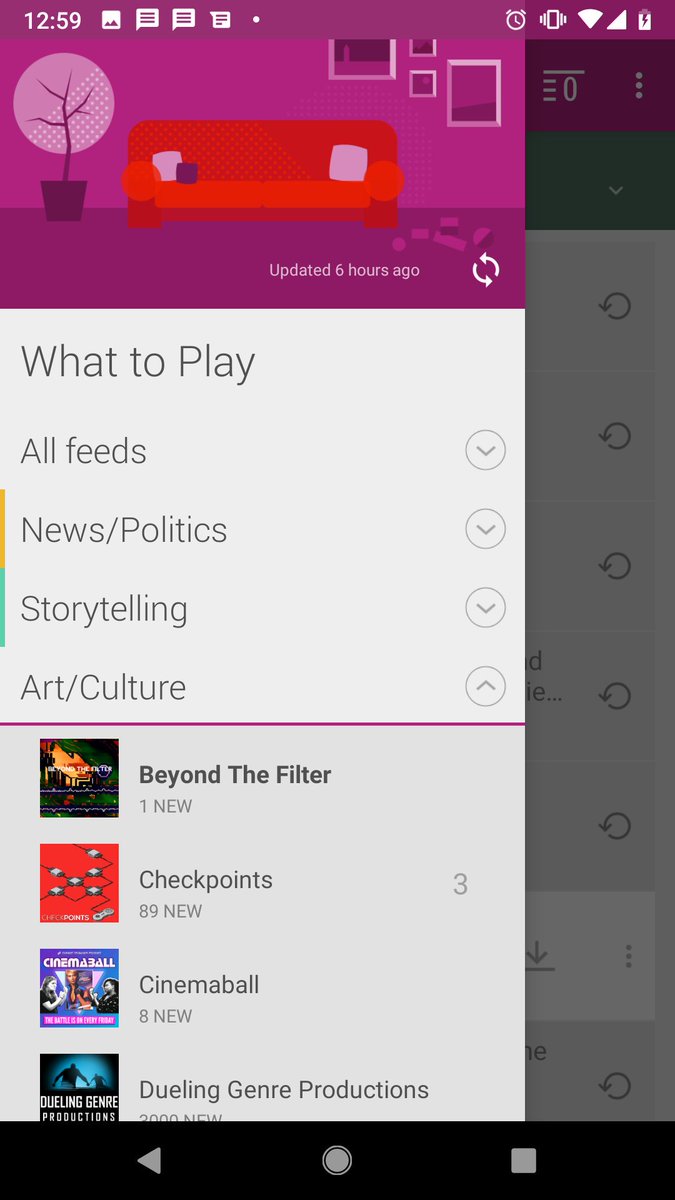 12:59
0
Updated 6 hours ago
What to Play
All feeds
News/Politics
Storytelling
Art/Culture
BEYOND THE FILTER
Beyond The Filter
1 NEW
CHECKPOINTS
Checkpoints
89 NEW
3
CINEMABALL
THE BATTLE IS ON EVERY FRIDAY
Cinemaball
8 NEW
DUELING GENRE
PRODUCTIONS
Dueling Genre Productions
3000 NEW
nd
ie...
ne